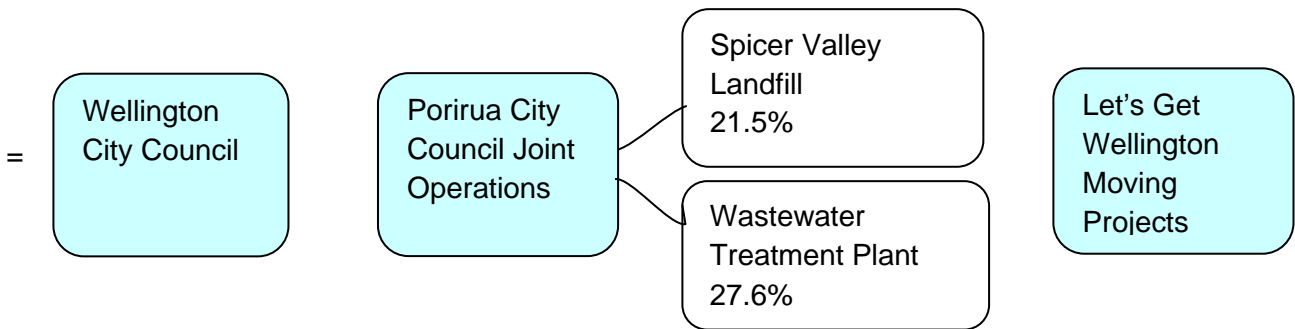 =
Wellington
City Council
Porirua City
Council Joint
Operations
Spicer Valley
Landfill
21.5%
Wastewater
Treatment Plant
27.6%
Let's Get
Wellington
Moving
Projects